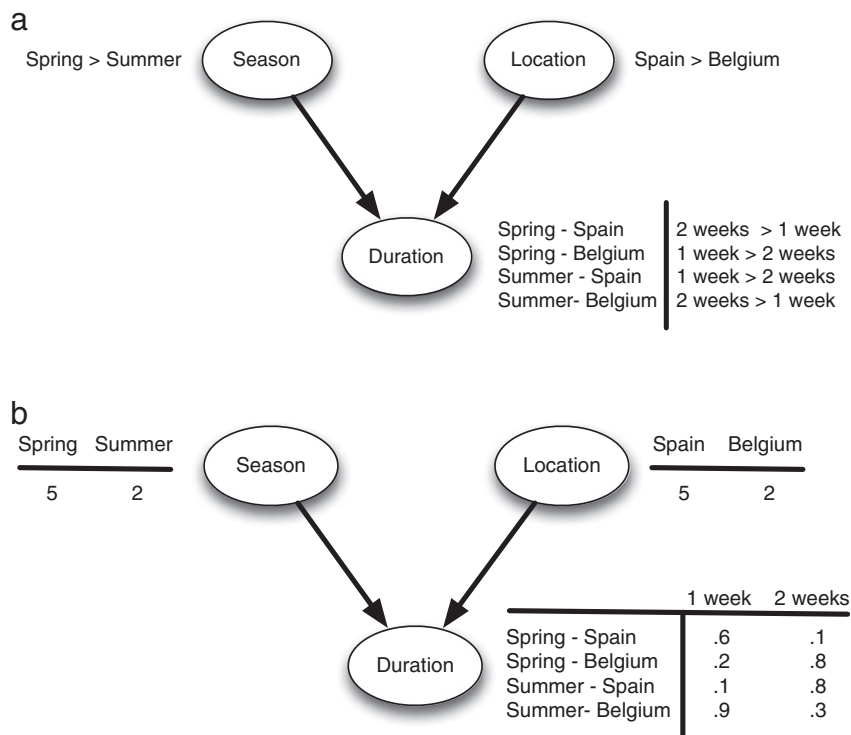 a
Spring > Summer
Season
Location
Spain > Belgium
Duration
Spring - Spain 2 weeks > 1 week
Spring - Belgium 1 week > 2 weeks
Summer - Spain 1 week > 2 weeks
Summer- Belgium 2 weeks > 1 week
b
Spring Summer
5 2
Season
Location
Spain Belgium
5 2
Duration
1 week 2 weeks
Spring - Spain .6 .1
Spring - Belgium .2 .8
Summer - Spain .1 .8
Summer- Belgium .9 .3